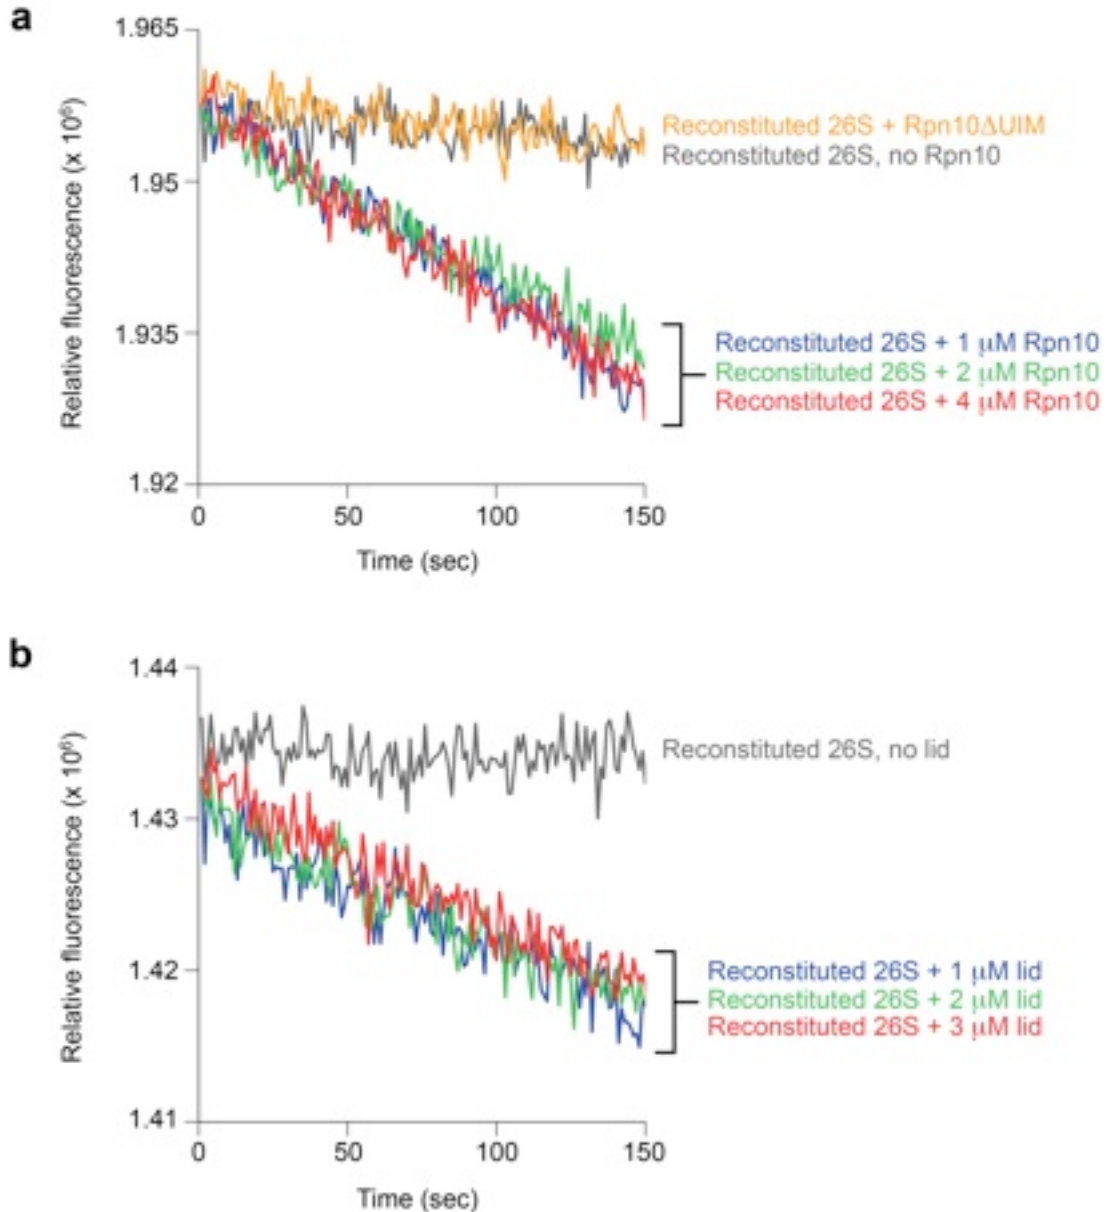 a
Relative fluorescence (x 10⁶)
1.965
1.95
1.935
1.92
0
50
100
150
Time (sec)
Reconstituted 26S + Rpn10ΔUIM
Reconstituted 26S, no Rpn10
Reconstituted 26S + 1 μM Rpn10
Reconstituted 26S + 2 μM Rpn10
Reconstituted 26S + 4 μM Rpn10
b
Relative fluorescence (x 10⁶)
1.44
1.43
1.42
1.41
0
50
100
150
Time (sec)
Reconstituted 26S, no lid
Reconstituted 26S + 1 μM lid
Reconstituted 26S + 2 μM lid
Reconstituted 26S + 3 μM lid